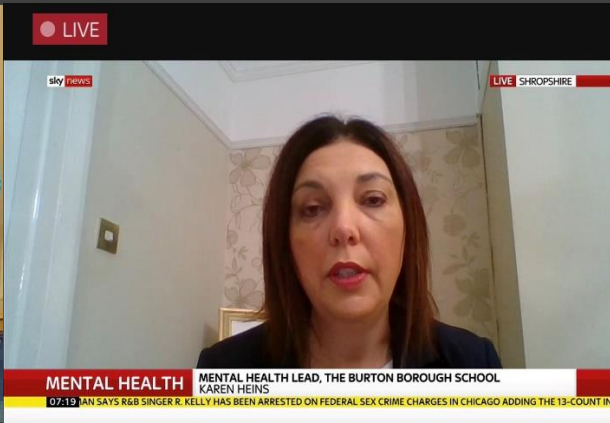 LIVE
sky news
LIVE SHROPSHIRE
MENTAL HEALTH
MENTAL HEALTH LEAD, THE BURTON BOROUGH SCHOOL
KAREN HEINS
07:19 SAYS R&B SINGER R. KELLY HAS BEEN ARRESTED ON FEDERAL SEX CRIME CHARGES IN CHICAGO ADDING THE 13-COUNT IN